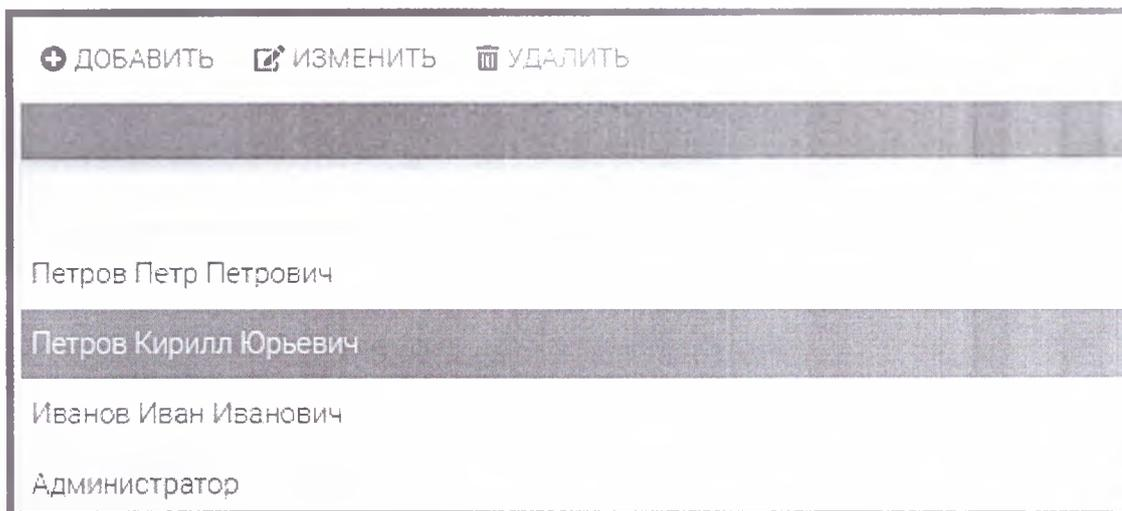 ДОБАВИТЬ ИЗМЕНИТЬ УДАЛИТЬ
Петров Петр Петрович
Петров Кирилл Юрьевич
Иванов Иван Иванович
Администратор